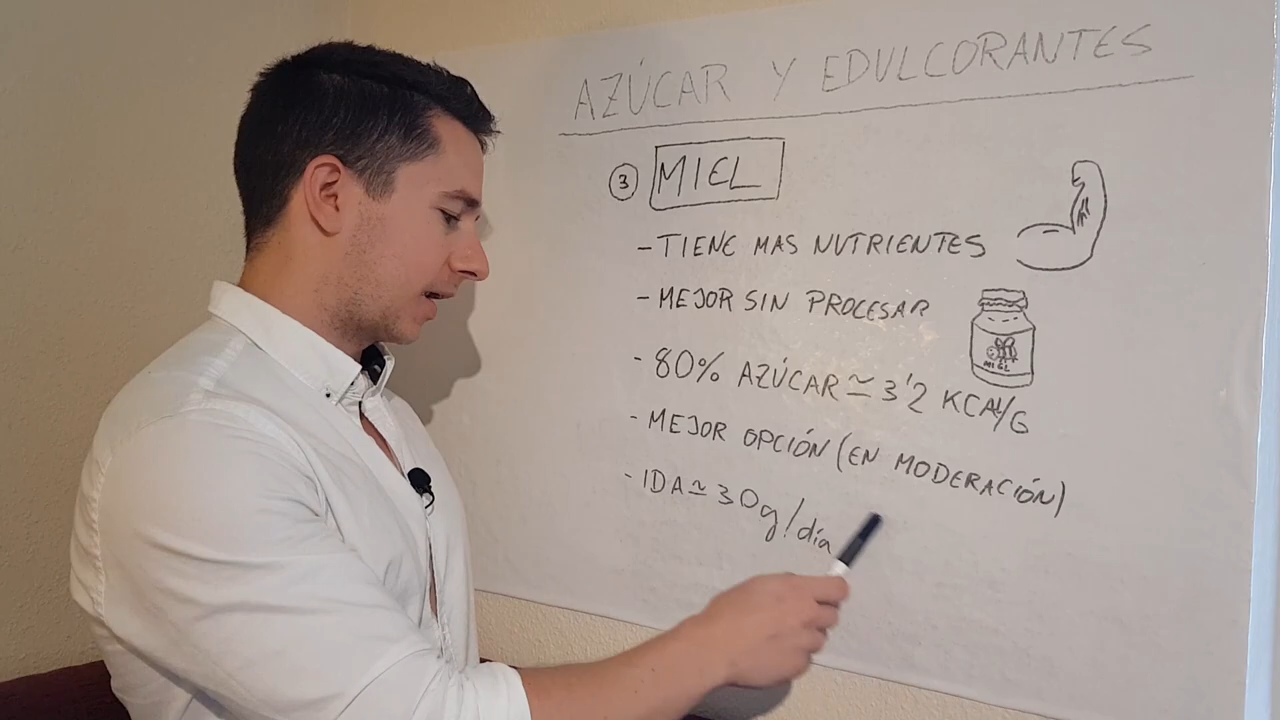 AZÚCAR Y EDULCORANTES
3 MIEL
- TIENE MAS NUTRIENTES
- MEJOR SIN PROCESAR
MIEL
- 80% AZÚCAR ≃ 3'2 KCAL/G
- MEJOR OPCIÓN (EN MODERACIÓN)
- IDA ≃ 30g/día